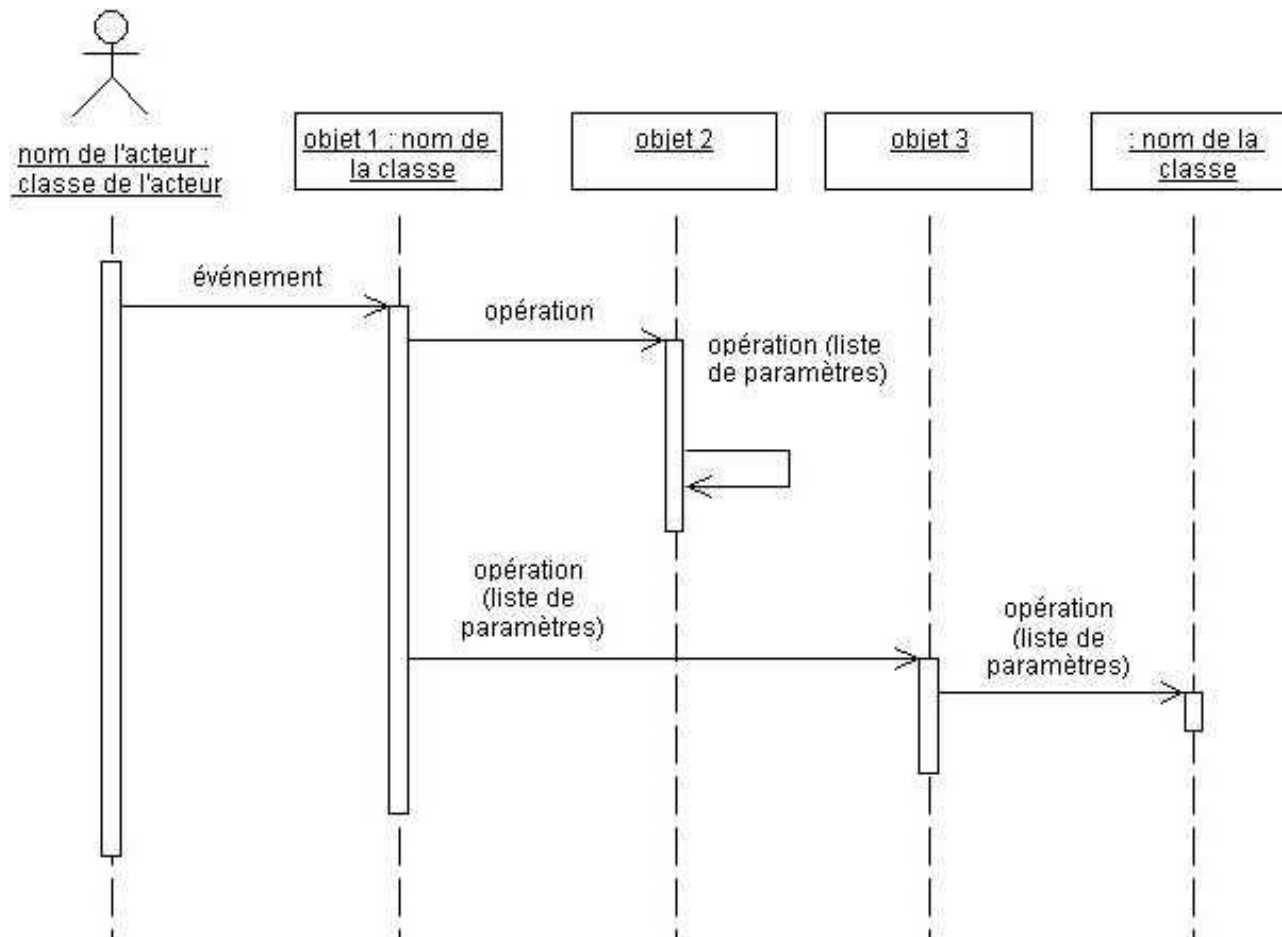 nom de l'acteur :
classe de l'acteur
objet 1 : nom de
la classe
objet 2
objet 3
: nom de la
classe
événement
opération
opération (liste
de paramètres)
opération
(liste de
paramètres)
opération
(liste de
paramètres)